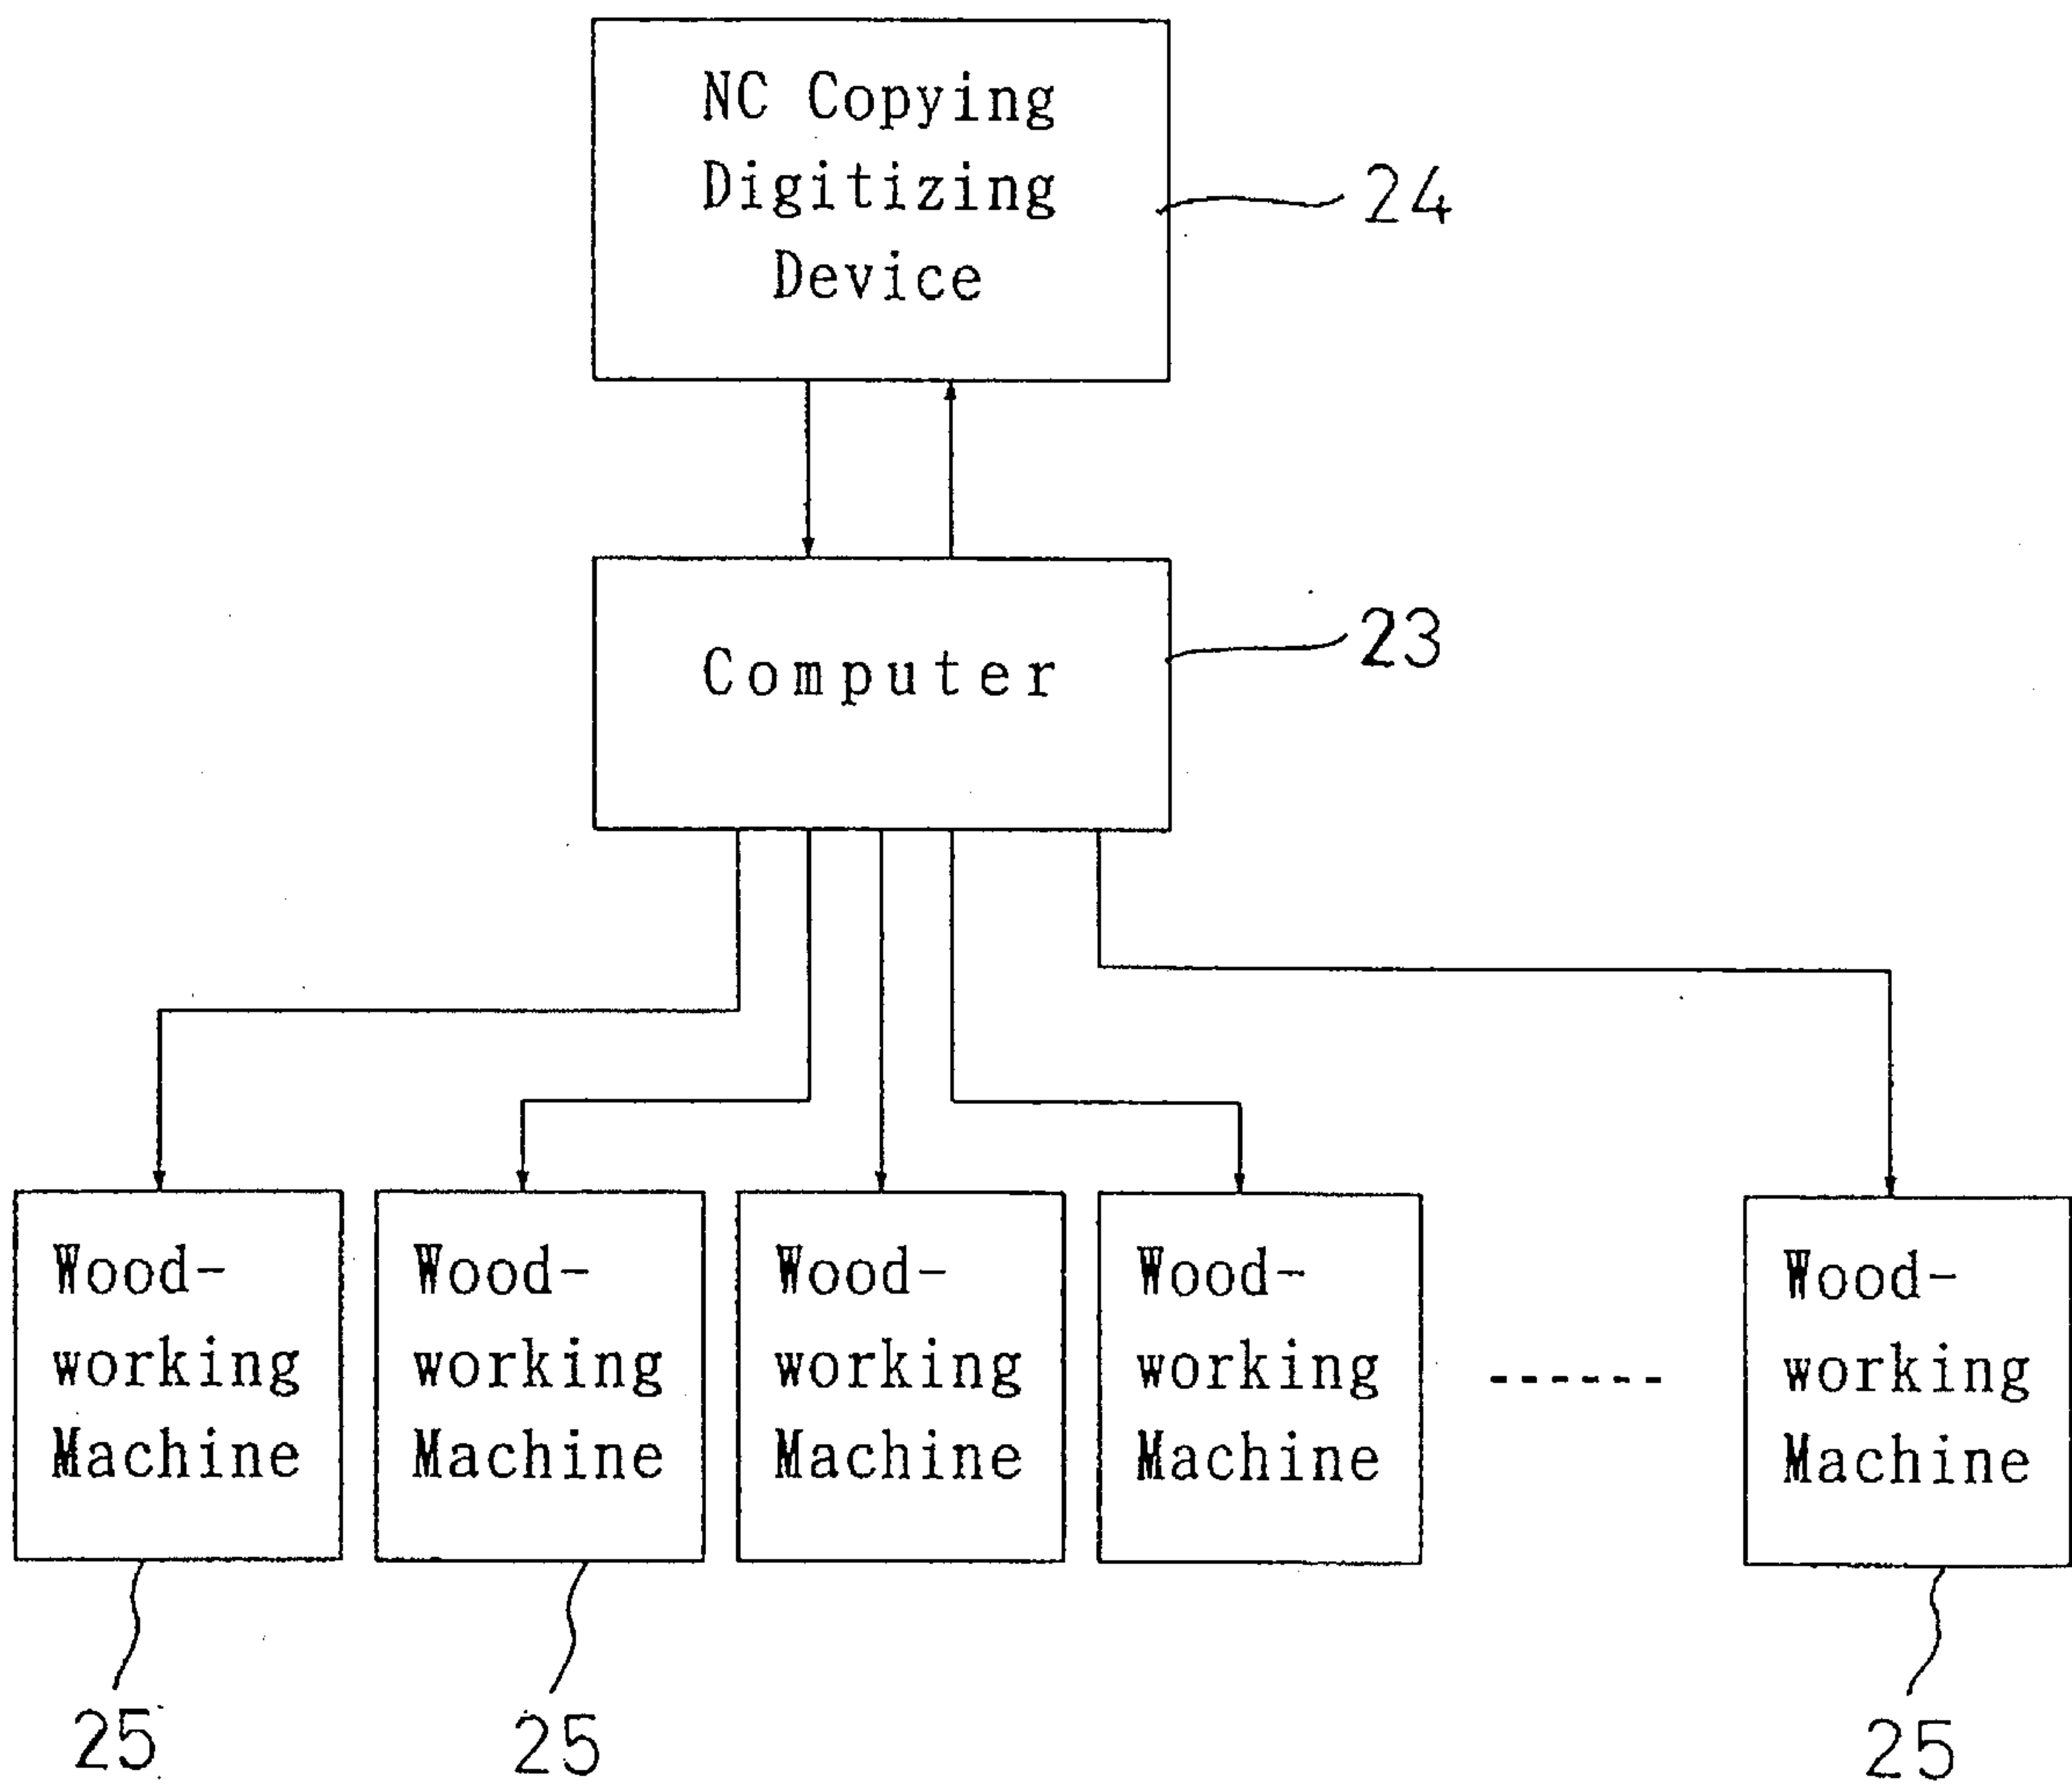 NC Copying
Digitizing
Device
24
Computer
23
Wood-
working
Machine
Wood-
working
Machine
Wood-
working
Machine
Wood-
working
Machine
------
Wood-
working
Machine
25
25
25